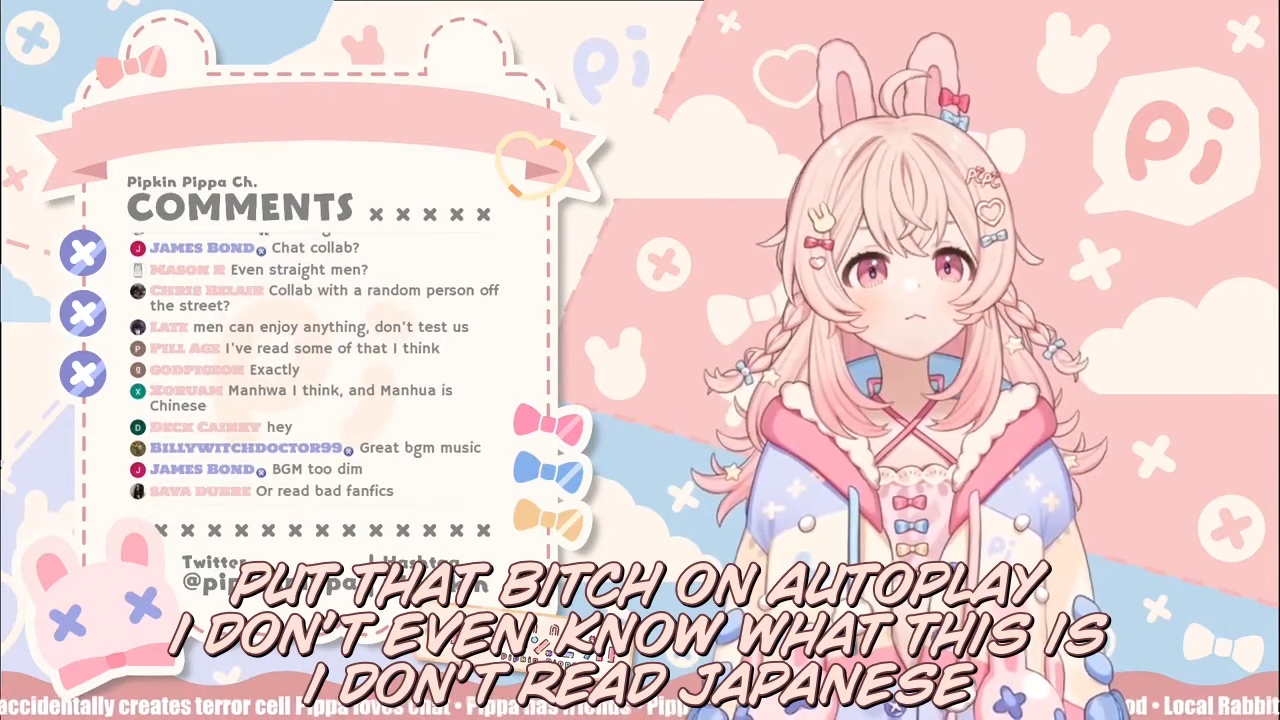 pi
pi
Pipkin Pippa Ch.
COMMENTS
JAMES BOND Chat collab?
MASON R Even straight men?
CHRIS BELAIR Collab with a random person off
the street?
LATE men can enjoy anything, don't test us
PILL AGE I've read some of that I think
GODPIGEON Exactly
XORUAM Manhwa I think, and Manhua is
Chinese
DECK CAINEY hey
BILLYWITCHDOCTOR99 Great bgm music
JAMES BOND BGM too dim
SAYA DUBRE Or read bad fanfics
Twitter
PUT THAT BITCH ON AUTOPLAY
I DON'T EVEN KNOW WHAT THIS IS
I DON'T READ JAPANESE
accidentally creates terror cell Pippa loves chat • Pippa has friends • Pipp
od • Local Rabbit